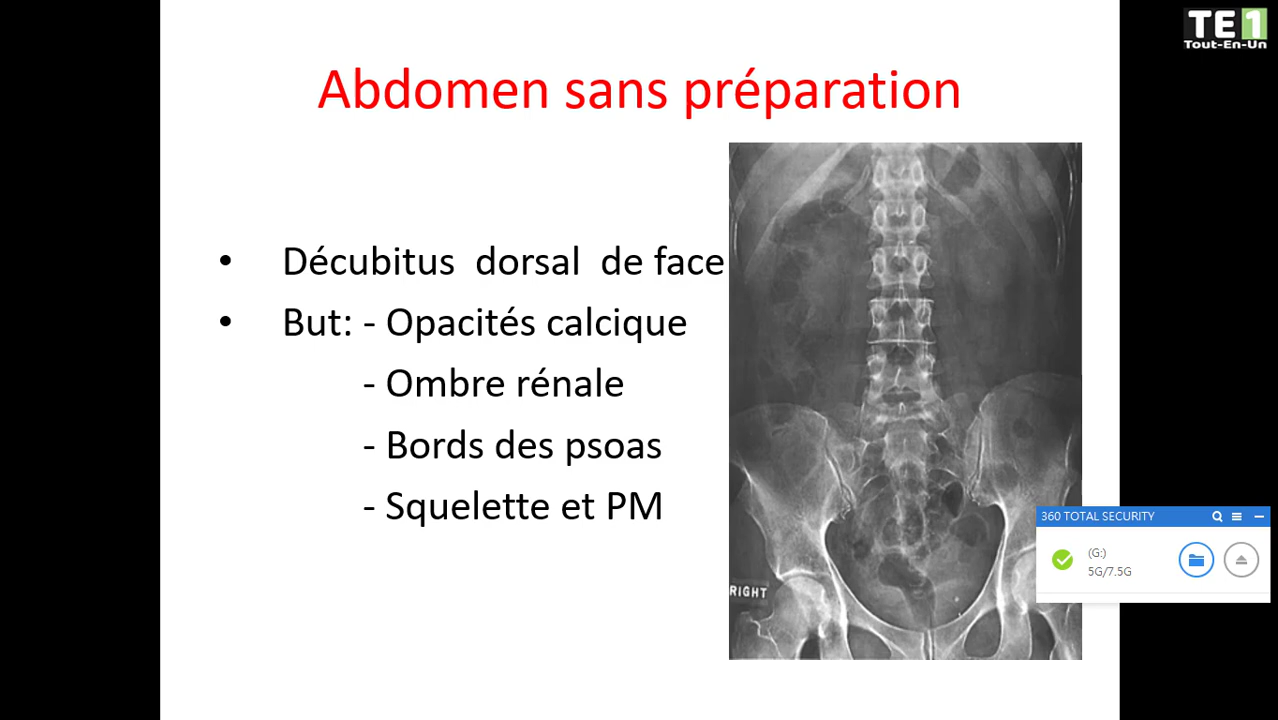 TE1
Tout-En-Un
Abdomen sans préparation
• Décubitus dorsal de face
• But: - Opacités calcique
- Ombre rénale
- Bords des psoas
- Squelette et PM
RIGHT
360 TOTAL SECURITY
(G:)
5G/7.5G